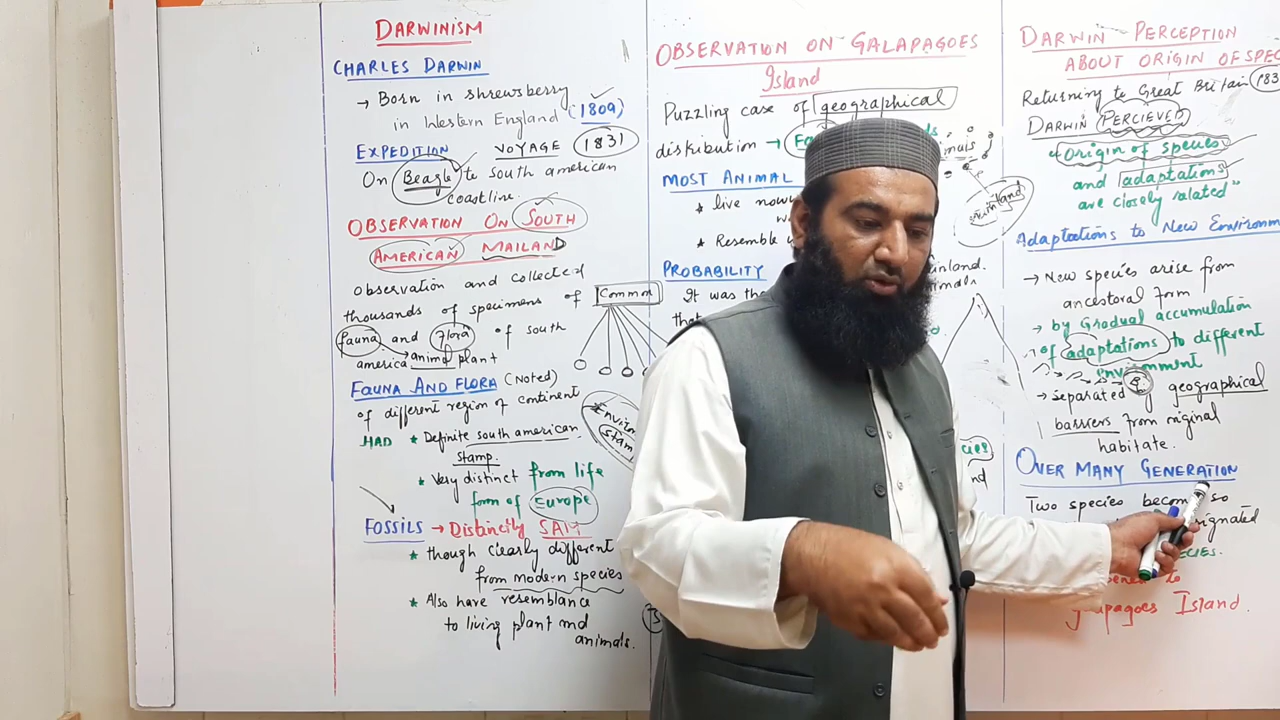 DARWINISM
CHARLES DARWIN
→ Born in shrewsberry
in Western England (1809)
EXPEDITION VOYAGE (1831)
On Beagle to south american
coastline.
OBSERVATION ON SOUTH
AMERICAN MAILAND
observation and collected
thousands of specimens of
fauna and flora of south
america → animal plant
Common
FAUNA AND FLORA (Noted)
of different region of continent
HAD * Definite south american
stamp.
* Very distinct from life
form of Europe
FOSSILS → Distincily SAM
* though clearly different
from modern species
* Also have resemblance
to living plant and
animals.
OBSERVATION ON GALAPAGOES
Island
Puzzling case of geographical
distribution →
MOST ANIMAL
* live now
* Resemble
PROBABILITY
It was
DARWIN PERCEPTION
ABOUT ORIGIN OF SPEC
Returning to Great Britain (183
DARWIN PERCIEVED
"Origin of species
and adaptations
are closely related"
Adaptations to New Environm
→ New species arise from
ancestoral form
→ by Gradual accumulation
of adaptations to different
environment
→ separated by geographical
barriers from riginal
habitate.
OVER MANY GENERATION
Two species become so
Island.